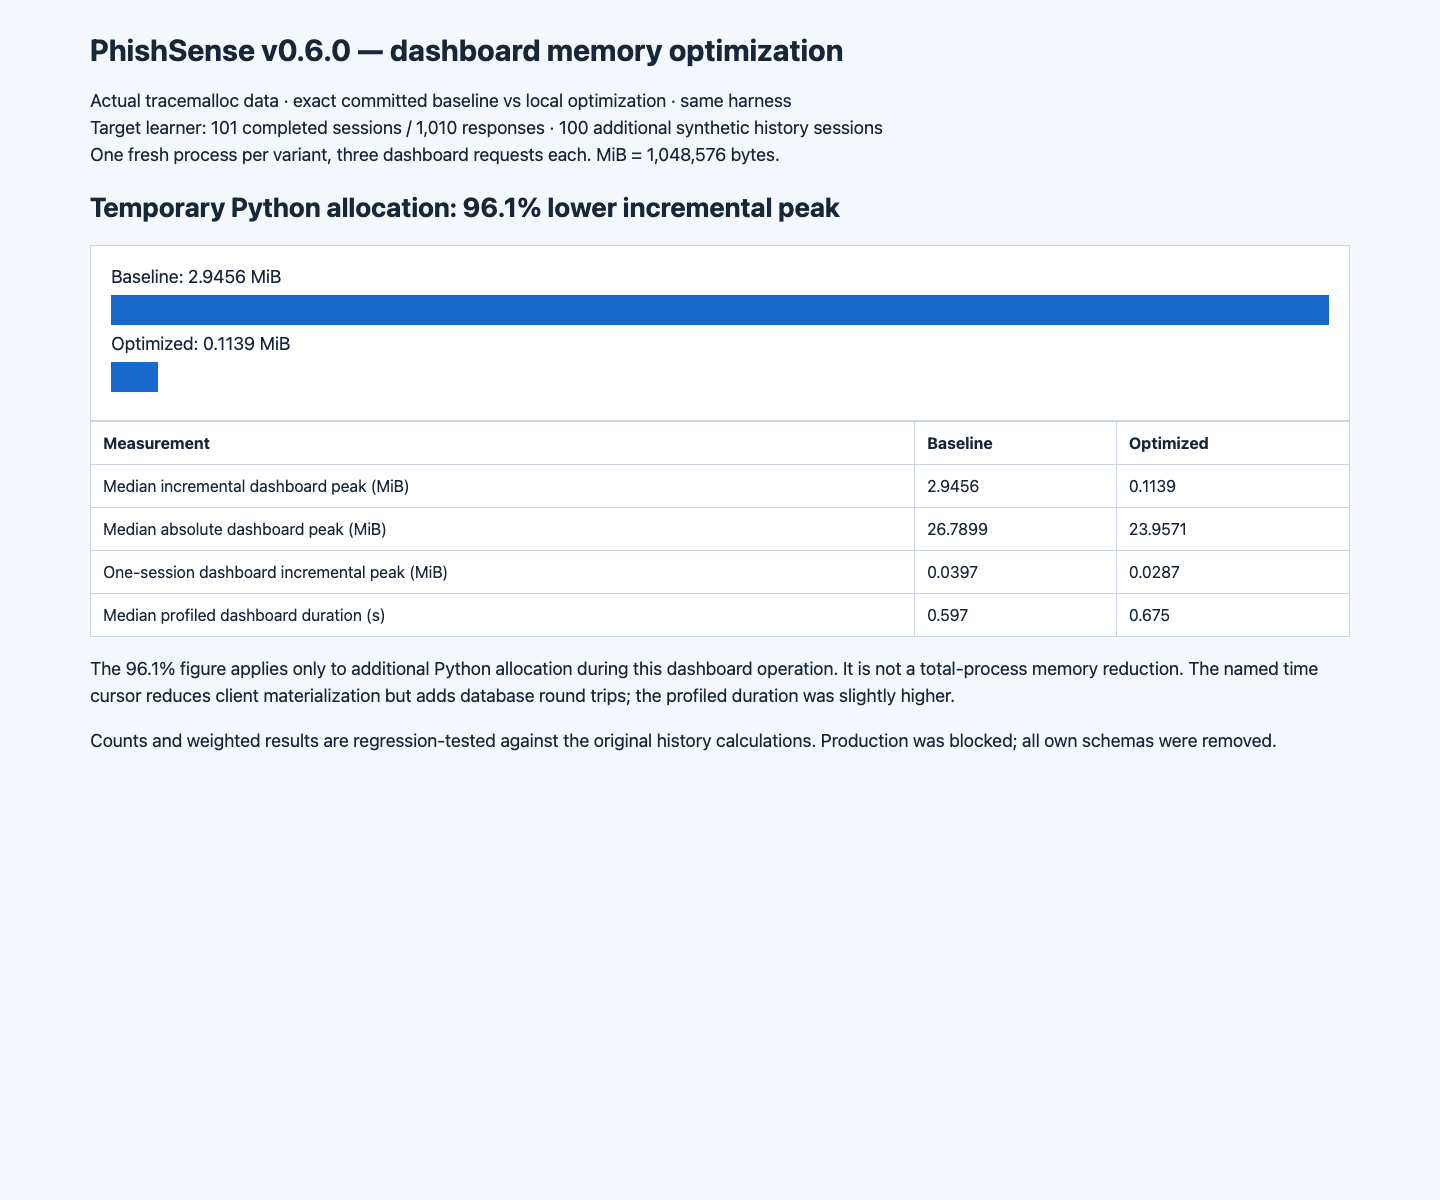 PhishSense v0.6.0 — dashboard memory optimization
Actual tracemalloc data · exact committed baseline vs local optimization · same harness
Target learner: 101 completed sessions / 1,010 responses · 100 additional synthetic history sessions
One fresh process per variant, three dashboard requests each. MiB = 1,048,576 bytes.
Temporary Python allocation: 96.1% lower incremental peak
Baseline: 2.9456 MiB
Optimized: 0.1139 MiB
Measurement Baseline Optimized
Median incremental dashboard peak (MiB) 2.9456 0.1139
Median absolute dashboard peak (MiB) 26.7899 23.9571
One-session dashboard incremental peak (MiB) 0.0397 0.0287
Median profiled dashboard duration (s) 0.597 0.675
The 96.1% figure applies only to additional Python allocation during this dashboard operation. It is not a total-process memory reduction. The named time
cursor reduces client materialization but adds database round trips; the profiled duration was slightly higher.
Counts and weighted results are regression-tested against the original history calculations. Production was blocked; all own schemas were removed.